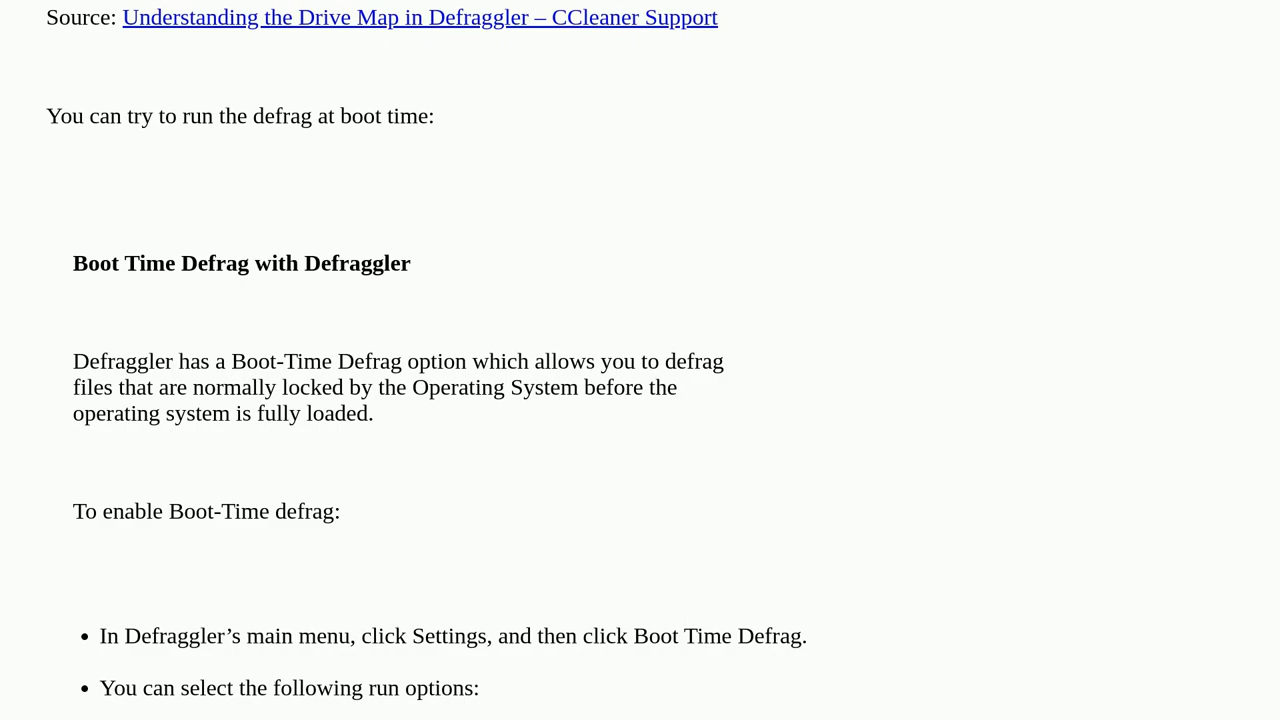 Source: Understanding the Drive Map in Defraggler – CCleaner Support
You can try to run the defrag at boot time:
Boot Time Defrag with Defraggler
Defraggler has a Boot-Time Defrag option which allows you to defrag
files that are normally locked by the Operating System before the
operating system is fully loaded.
To enable Boot-Time defrag:
• In Defraggler’s main menu, click Settings, and then click Boot Time Defrag.
• You can select the following run options: